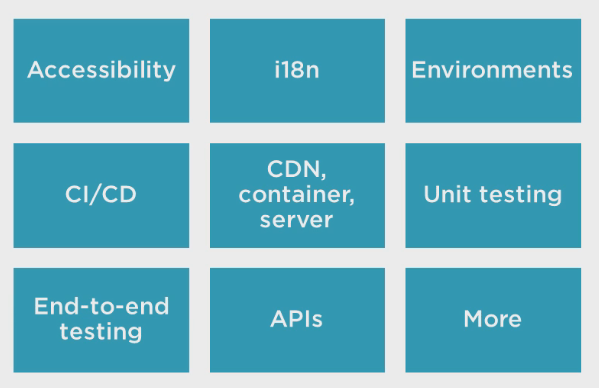 Accessibility
i18n
Environments
CI/CD
CDN,
container,
server
Unit testing
End-to-end
testing
APIs
More